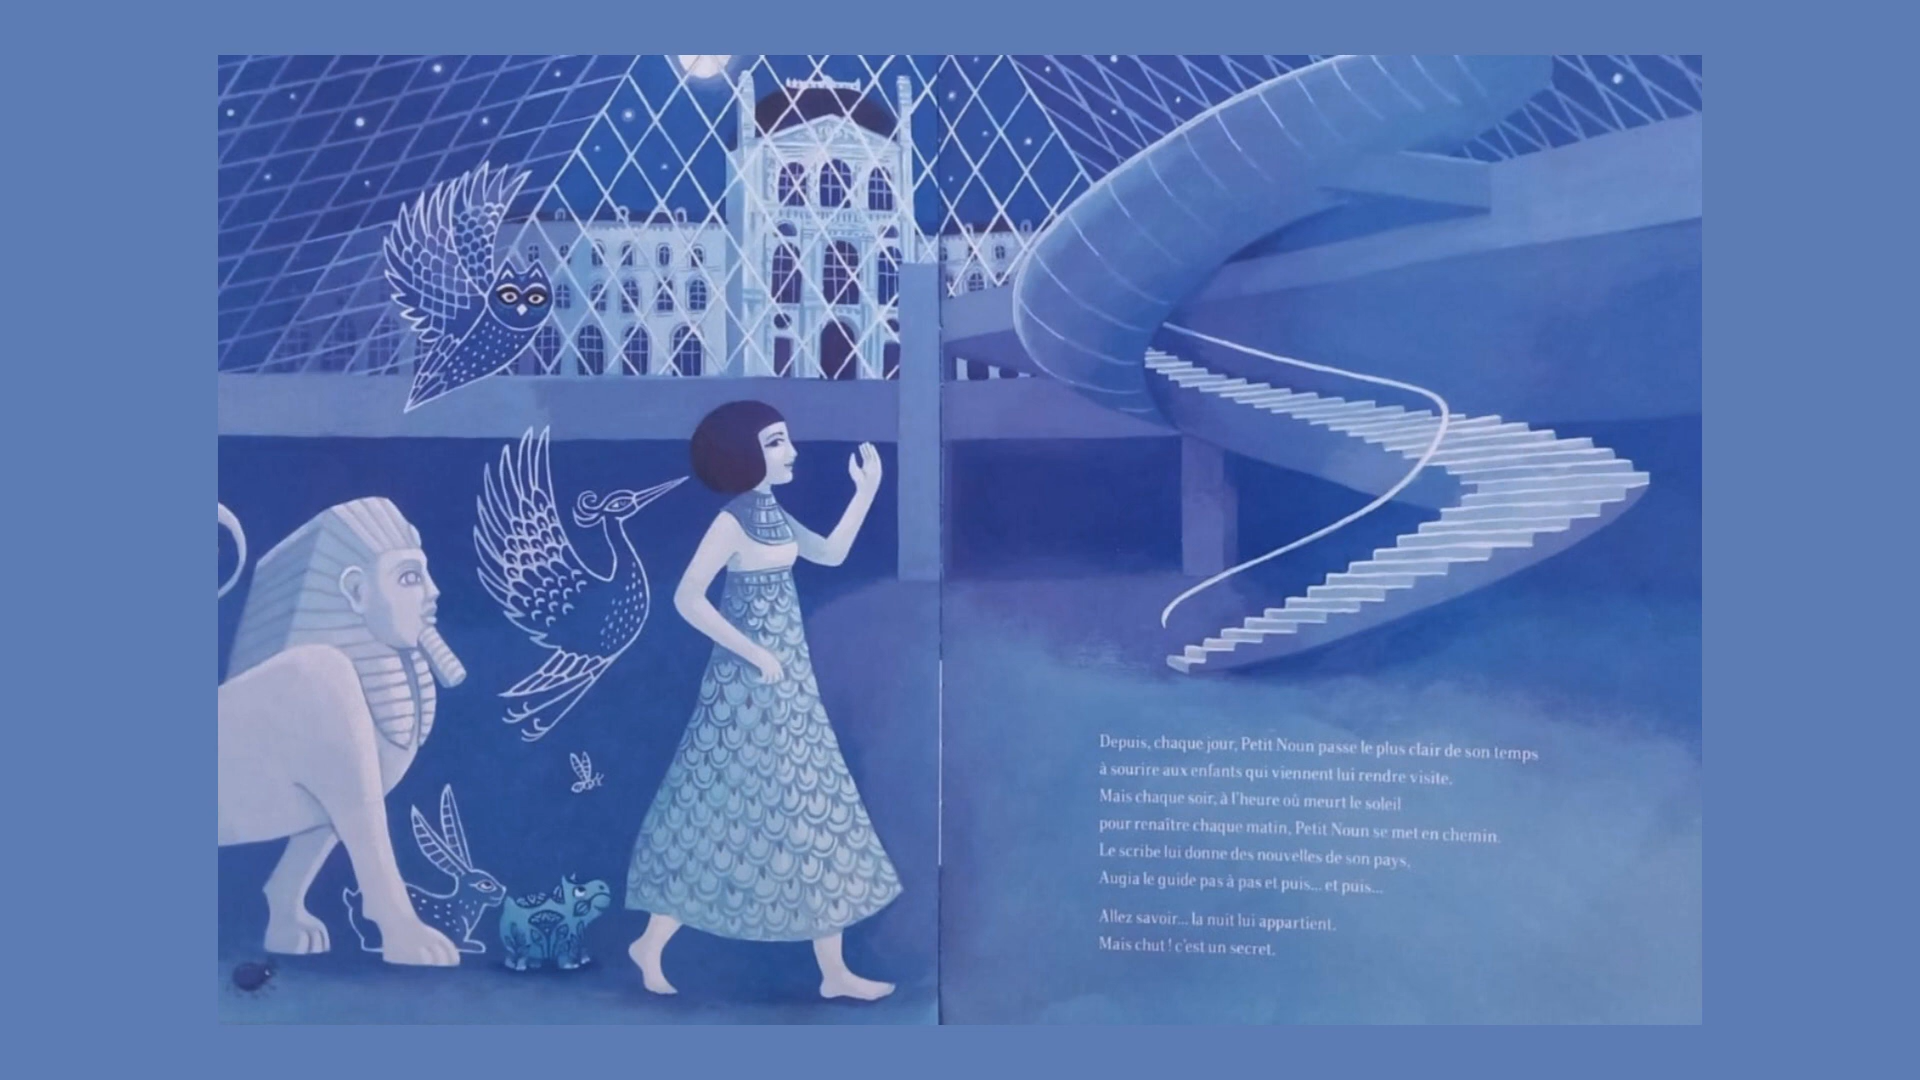 Depuis, chaque jour, Petit Noun passe le plus clair de son temps
à sourire aux enfants qui viennent lui rendre visite.
Mais chaque soir, à l'heure où meurt le soleil
pour renaître chaque matin, Petit Noun se met en chemin.
Le scribe lui donne des nouvelles de son pays,
Augia le guide pas à pas et puis... et puis...
Allez savoir... la nuit lui appartient.
Mais chut ! c'est un secret.